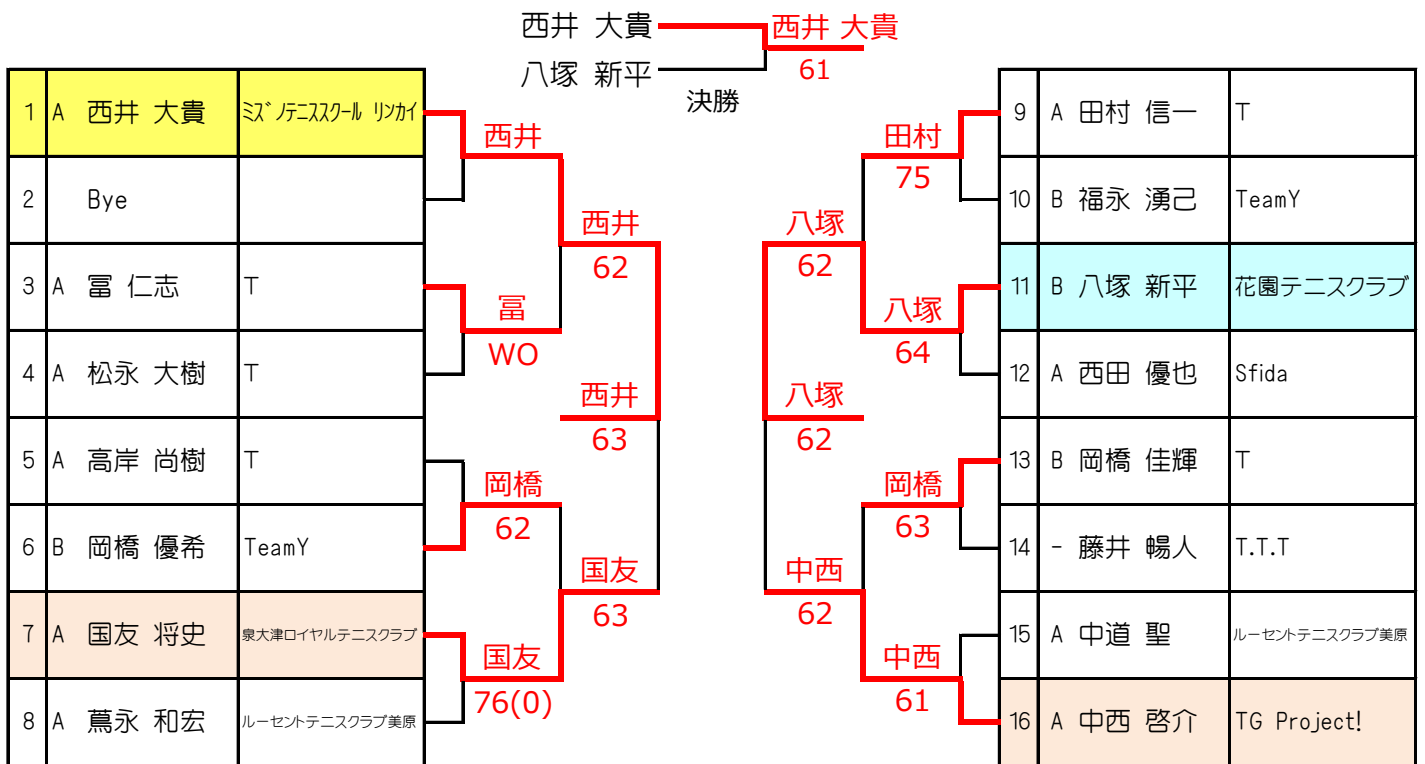 西井 大貴 西井 大貴
八塚 新平 61
決勝
1 A 西井 大貴 ミズノテニススクール リンカイ
2 Bye
3 A 冨 仁志 T
4 A 松永 大樹 T
5 A 高岸 尚樹 T
6 B 岡橋 優希 TeamY
7 A 国友 将史 泉大津ロイヤルテニスクラブ
8 A 蔦永 和宏 ルーセントテニスクラブ美原
西井
冨
WO
岡橋
62
国友
76(0)
西井
62
国友
63
西井
63
八塚
62
八塚
62
中西
62
田村
75
八塚
64
岡橋
63
中西
61
9 A 田村 信一 T
10 B 福永 湧己 TeamY
11 B 八塚 新平 花園テニスクラブ
12 A 西田 優也 Sfida
13 B 岡橋 佳輝 T
14 - 藤井 暢人 T.T.T
15 A 中道 聖 ルーセントテニスクラブ美原
16 A 中西 啓介 TG Project!